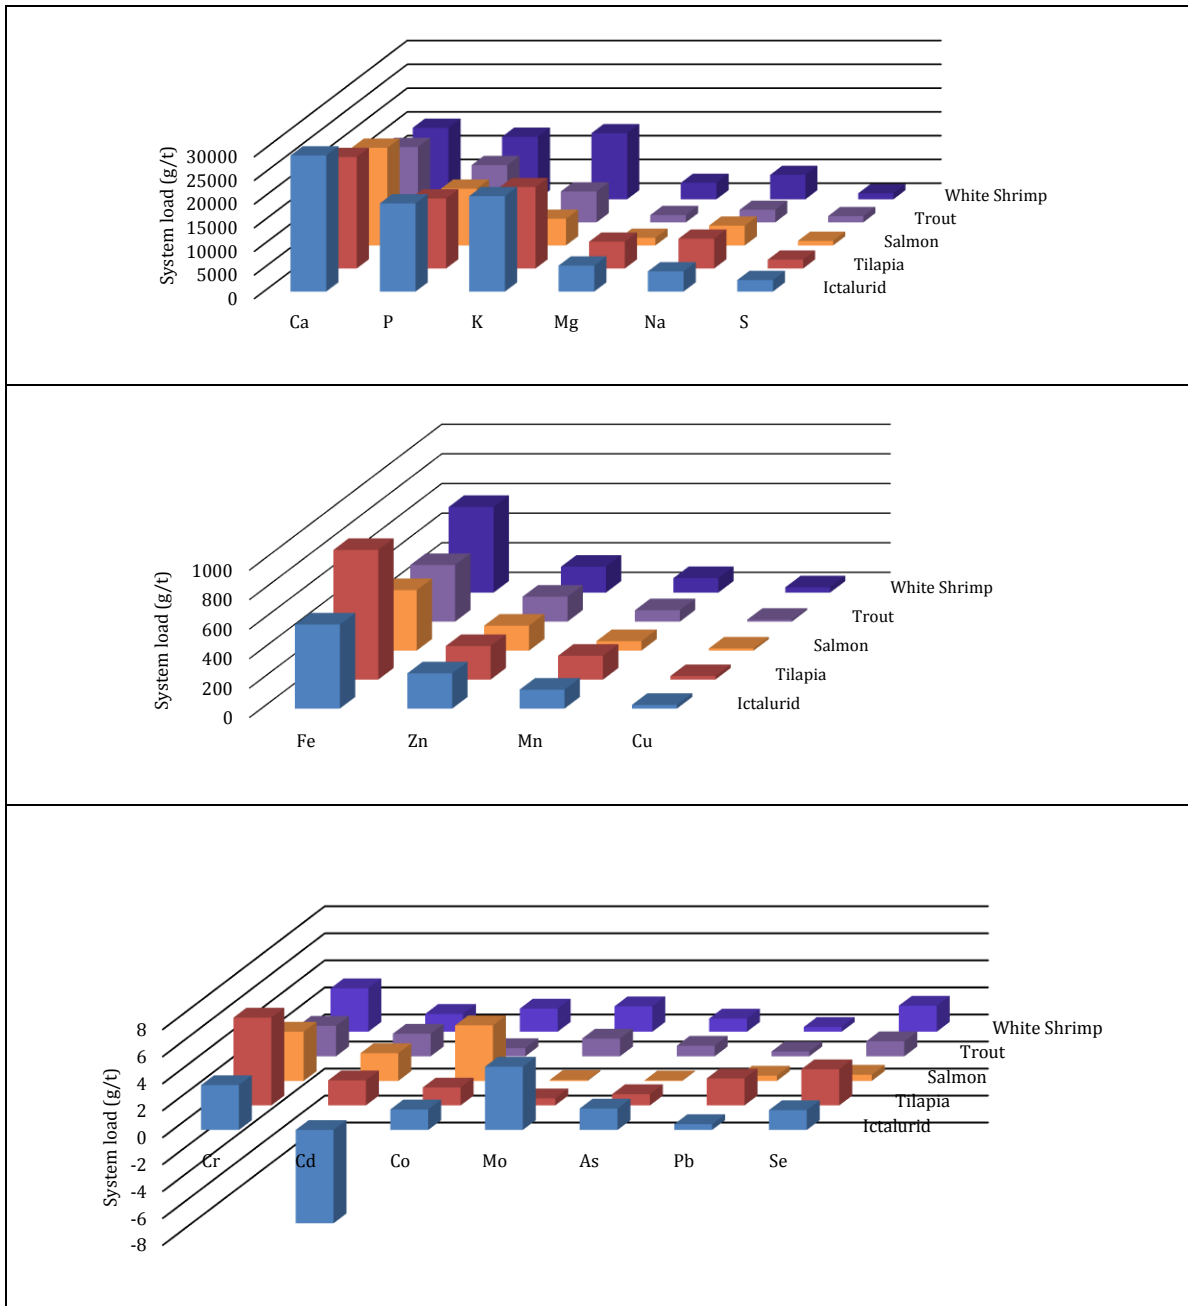 System load (g/t)
30000
25000
20000
15000
10000
5000
0
White Shrimp
Trout
Salmon
Tilapia
Ictalurid
Ca P K Mg Na S
System load (g/t)
1000
800
600
400
200
0
White Shrimp
Trout
Salmon
Tilapia
Ictalurid
Fe Zn Mn Cu
System load (g/t)
8
6
4
2
0
-2
-4
-6
-8
White Shrimp
Trout
Salmon
Tilapia
Ictalurid
Cr Cd Co Mo As Pb Se